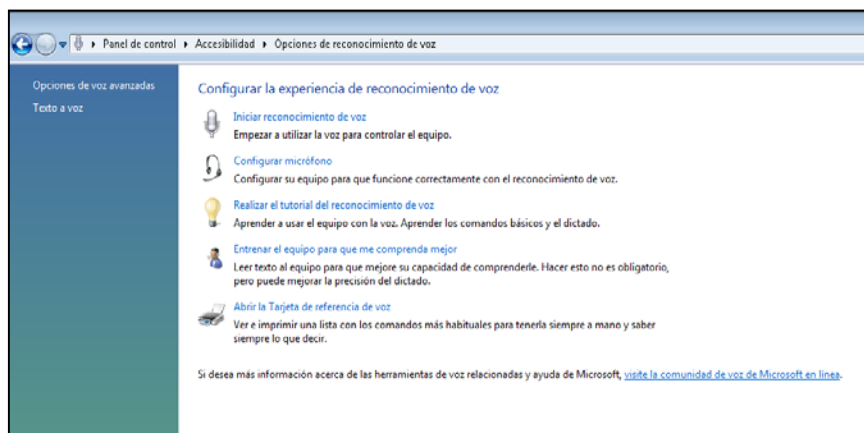 Panel de control ▸ Accesibilidad ▸ Opciones de reconocimiento de voz
Opciones de voz avanzadas
Texto a voz
Configurar la experiencia de reconocimiento de voz
Iniciar reconocimiento de voz
Empezar a utilizar la voz para controlar el equipo.
Configurar micrófono
Configurar su equipo para que funcione correctamente con el reconocimiento de voz.
Realizar el tutorial del reconocimiento de voz
Aprender a usar el equipo con la voz. Aprender los comandos básicos y el dictado.
Entrenar el equipo para que me comprenda mejor
Leer texto al equipo para que mejore su capacidad de comprenderle. Hacer esto no es obligatorio,
pero puede mejorar la precisión del dictado.
Abrir la Tarjeta de referencia de voz
Ver e imprimir una lista con los comandos más habituales para tenerla siempre a mano y saber
siempre lo que decir.
Si desea más información acerca de las herramientas de voz relacionadas y ayuda de Microsoft, visite la comunidad de voz de Microsoft en línea.